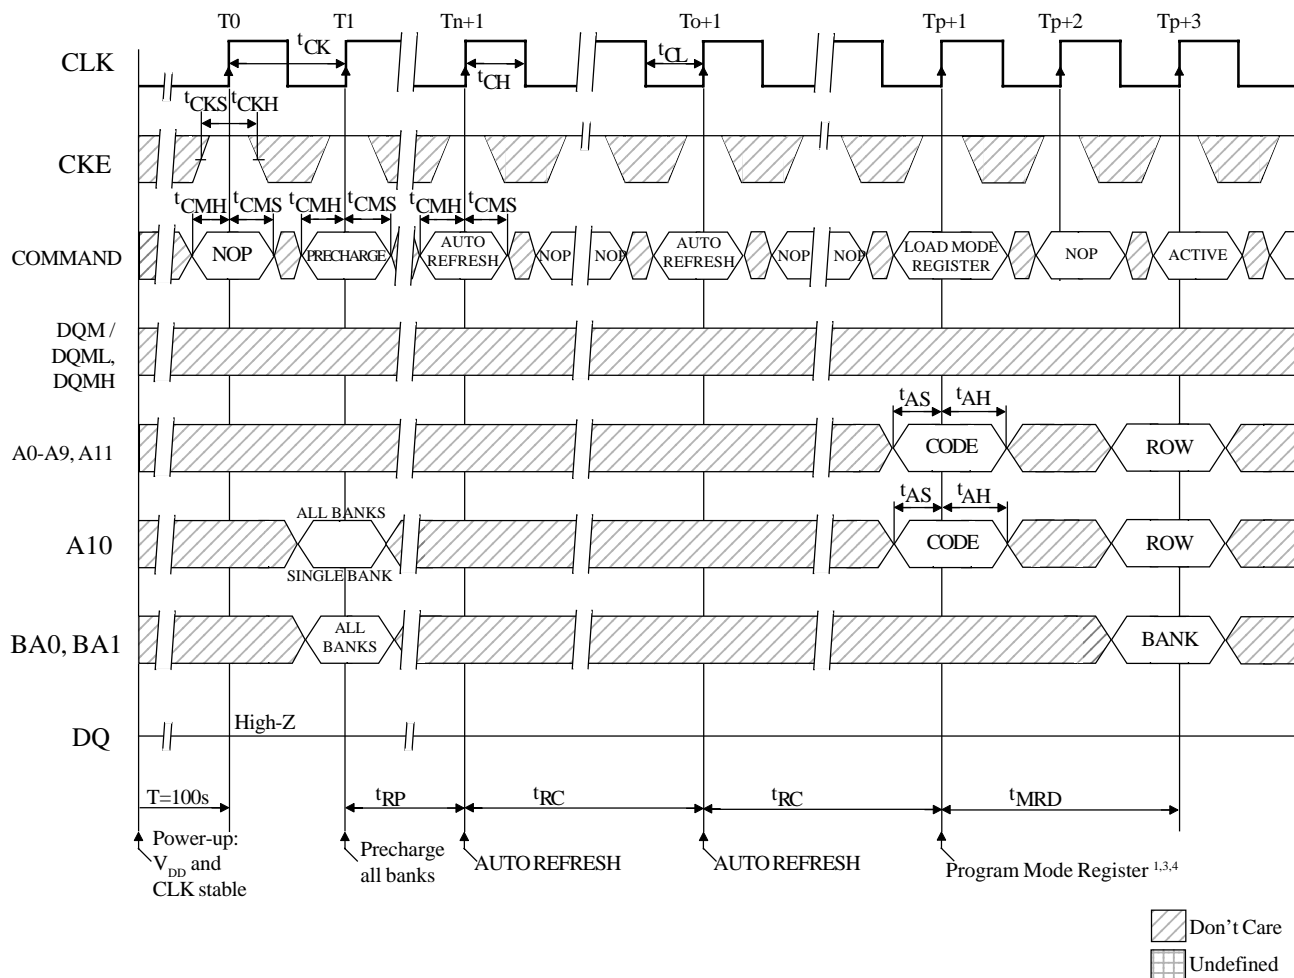 T0 T1 Tn+1 To+1 Tp+1 Tp+2 Tp+3
CLK
tCK
tCH
tCL
tCKS tCKH
CKE
tCMH tCMS tCMH tCMS tCMH tCMS
COMMAND
NOP
PRECHARGE
AUTO
REFRESH
NOP
NOP
AUTO
REFRESH
NOP
NOP
LOAD MODE
REGISTER
NOP
ACTIVE
DQM /
DQML,
DQMH
tAS tAH
A0-A9, A11
CODE
ROW
tAS tAH
ALL BANKS
A10
CODE
ROW
SINGLE BANK
BA0, BA1
ALL
BANKS
BANK
High-Z
DQ
T=100s
tRP
tRC
tRC
tMRD
Power-up:
VDD and
CLK stable
Precharge
all banks
AUTO REFRESH
AUTO REFRESH
Program Mode Register 1,3,4
Don't Care
Undefined